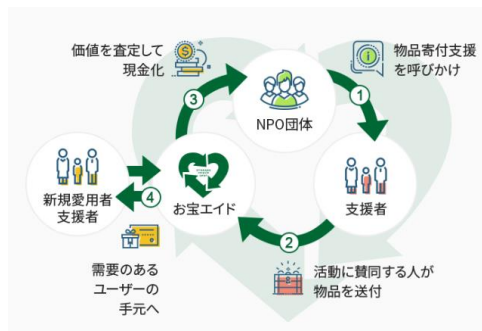 価値を査定して
現金化
物品寄付支援
を呼びかけ
①
③
NPO団体
④
新規愛用者
支援者
お宝エイド
支援者
②
需要のある
ユーザーの
手元へ
活動に賛同する人が
物品を送付